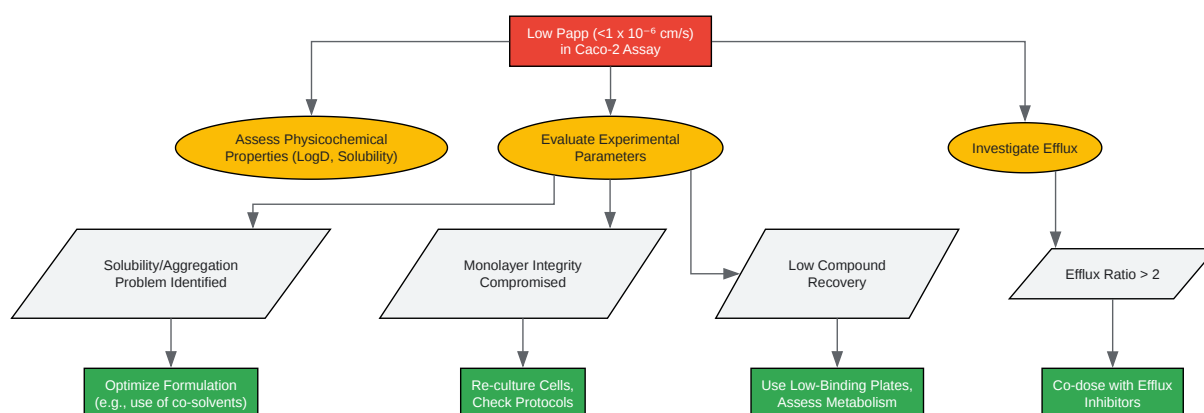 Low Papp (<1 x 10⁻⁶ cm/s)
in Caco-2 Assay
Assess Physicochemical
Properties (LogD, Solubility)
Evaluate Experimental
Parameters
Investigate Efflux
Solubility/Aggregation
Problem Identified
Monolayer Integrity
Compromised
Low Compound
Recovery
Efflux Ratio > 2
Optimize Formulation
(e.g., use of co-solvents)
Re-culture Cells,
Check Protocols
Use Low-Binding Plates,
Assess Metabolism
Co-dose with Efflux
Inhibitors